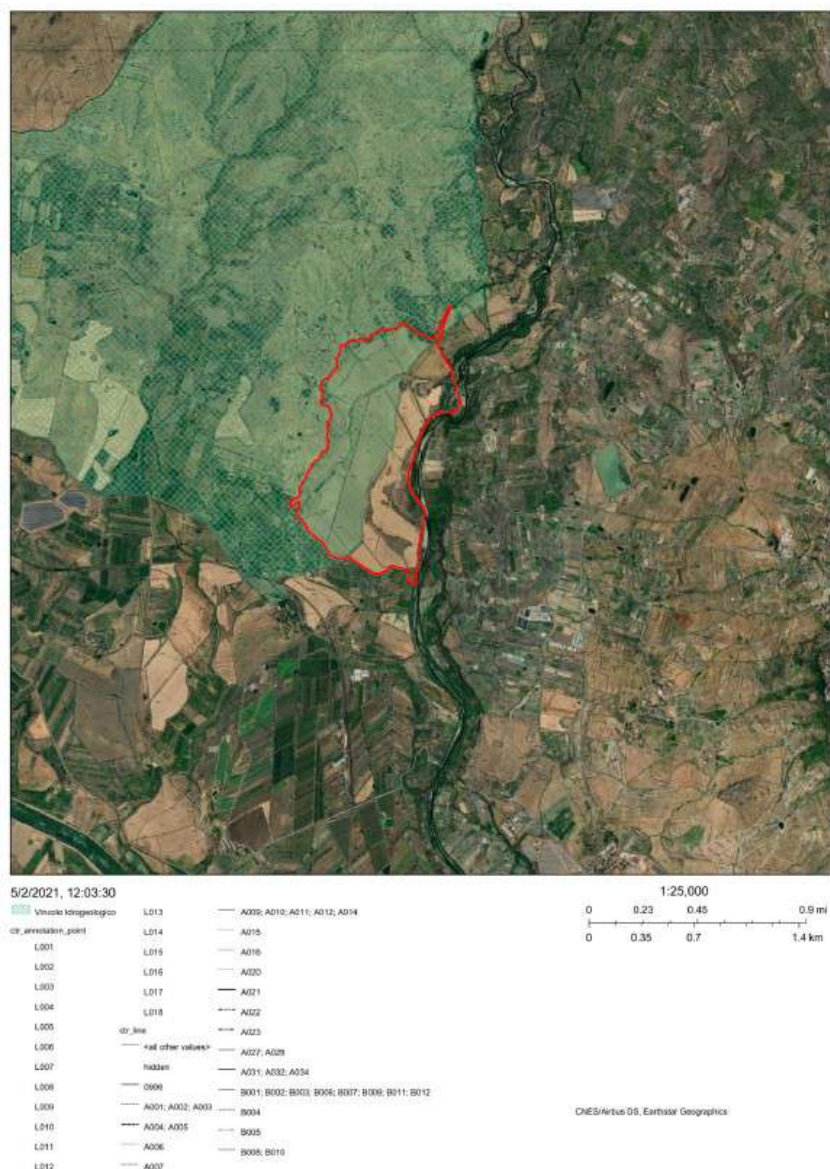 5/2/2021, 12:03:30
Vincolo Idrogeologico
ctr_annotation_point
L001
L002
L003
L004
L005
L006
L007
L008
L009
L010
L011
L012
L013
L014
L015
L016
L017
L018
ctr_line
<all other values>
hidden
0906
A001; A002; A003
A004; A005
A006
A007
A009; A010; A011; A012; A014
A015
A016
A020
A021
A022
A023
A027; A029
A031; A032; A034
B001; B002; B003; B006; B007; B009; B011; B012
B004
B005
B008; B010
1:25,000
0 0.23 0.45 0.9 mi
0 0.35 0.7 1.4 km
CNES/Airbus DS, Earthstar Geographics